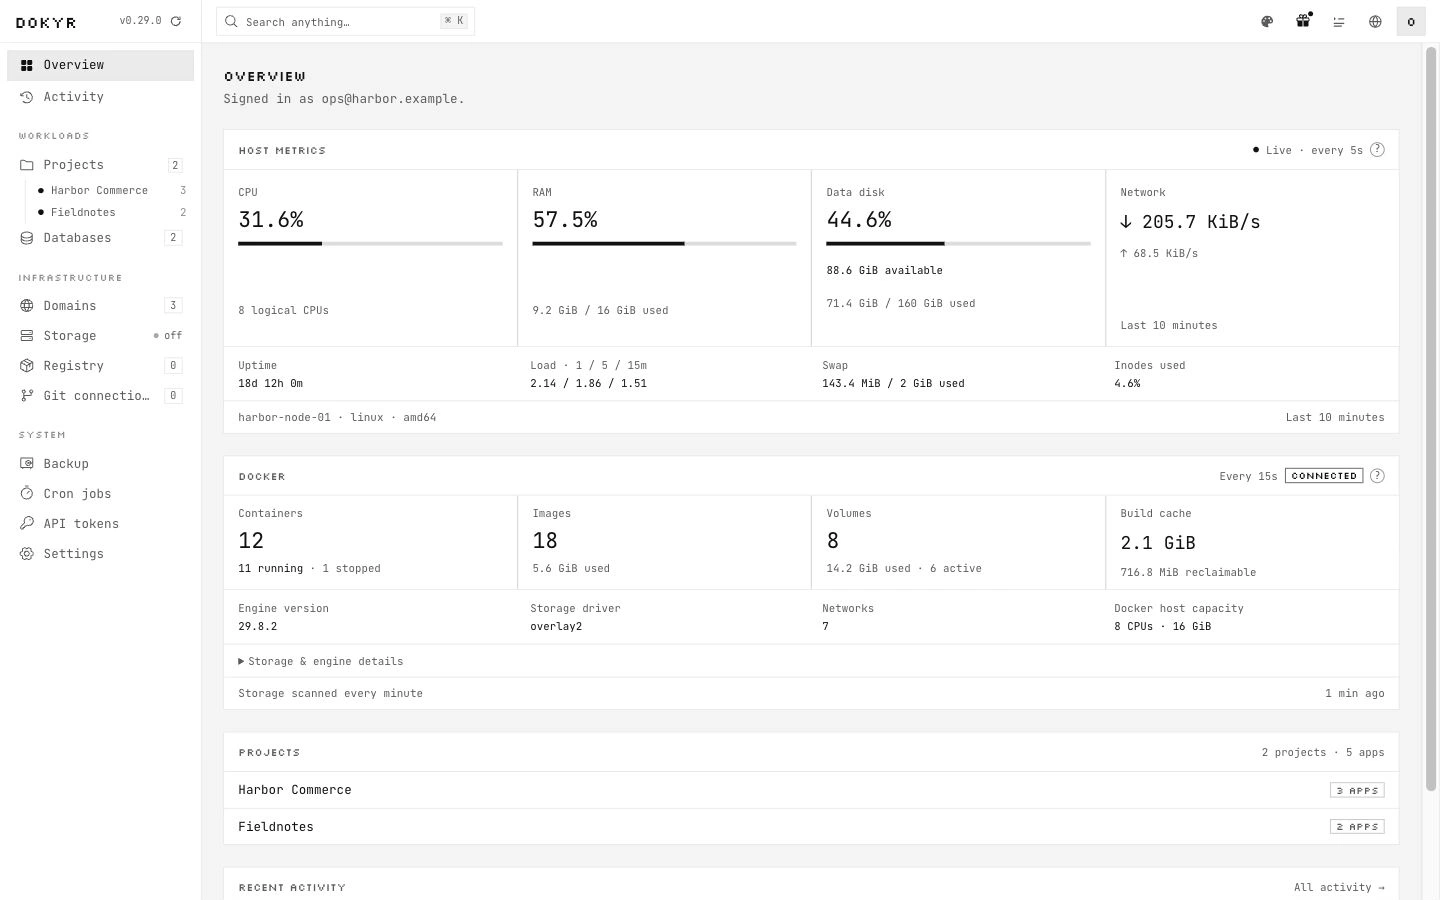 DOKYR
v0.29.0
Search anything…
⌘ K
O
Overview
Activity
WORKLOADS
Projects
2
Harbor Commerce
3
Fieldnotes
2
Databases
2
INFRASTRUCTURE
Domains
3
Storage
off
Registry
0
Git connectio…
0
SYSTEM
Backup
Cron jobs
API tokens
Settings
OVERVIEW
Signed in as ops@harbor.example.
HOST METRICS
Live · every 5s
?
CPU
31.6%
8 logical CPUs
RAM
57.5%
9.2 GiB / 16 GiB used
Data disk
44.6%
88.6 GiB available
71.4 GiB / 160 GiB used
Network
↓ 205.7 KiB/s
↑ 68.5 KiB/s
Last 10 minutes
Uptime
18d 12h 0m
Load · 1 / 5 / 15m
2.14 / 1.86 / 1.51
Swap
143.4 MiB / 2 GiB used
Inodes used
4.6%
harbor-node-01 · linux · amd64
Last 10 minutes
DOCKER
Every 15s
CONNECTED
?
Containers
12
11 running · 1 stopped
Images
18
5.6 GiB used
Volumes
8
14.2 GiB used · 6 active
Build cache
2.1 GiB
716.8 MiB reclaimable
Engine version
29.8.2
Storage driver
overlay2
Networks
7
Docker host capacity
8 CPUs · 16 GiB
▶ Storage & engine details
Storage scanned every minute
1 min ago
PROJECTS
2 projects · 5 apps
Harbor Commerce
3 APPS
Fieldnotes
2 APPS
RECENT ACTIVITY
All activity →